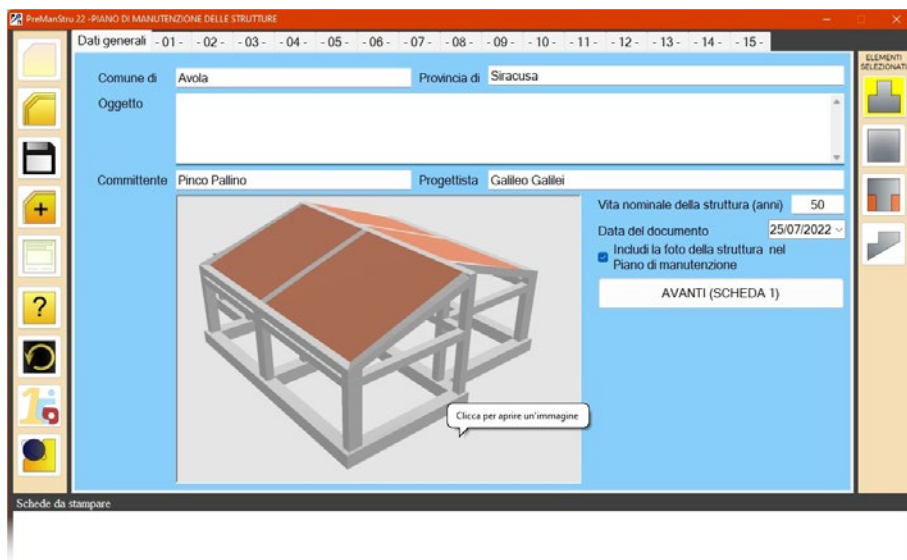 PreManStru 22 -PIANO DI MANUTENZIONE DELLE STRUTTURE
Dati generali - 01 - - 02 - - 03 - - 04 - - 05 - - 06 - - 07 - - 08 - - 09 - - 10 - - 11 - - 12 - - 13 - - 14 - - 15 -
ELEMENTI
SELEZIONATI
Comune di Avola Provincia di Siracusa
Oggetto
Committente Pinco Pallino Progettista Galileo Galilei
Vita nominale della struttura (anni) 50
Data del documento 25/07/2022
Includi la foto della struttura nel
Piano di manutenzione
AVANTI (SCHEDA 1)
Clicca per aprire un'immagine
Schede da stampare